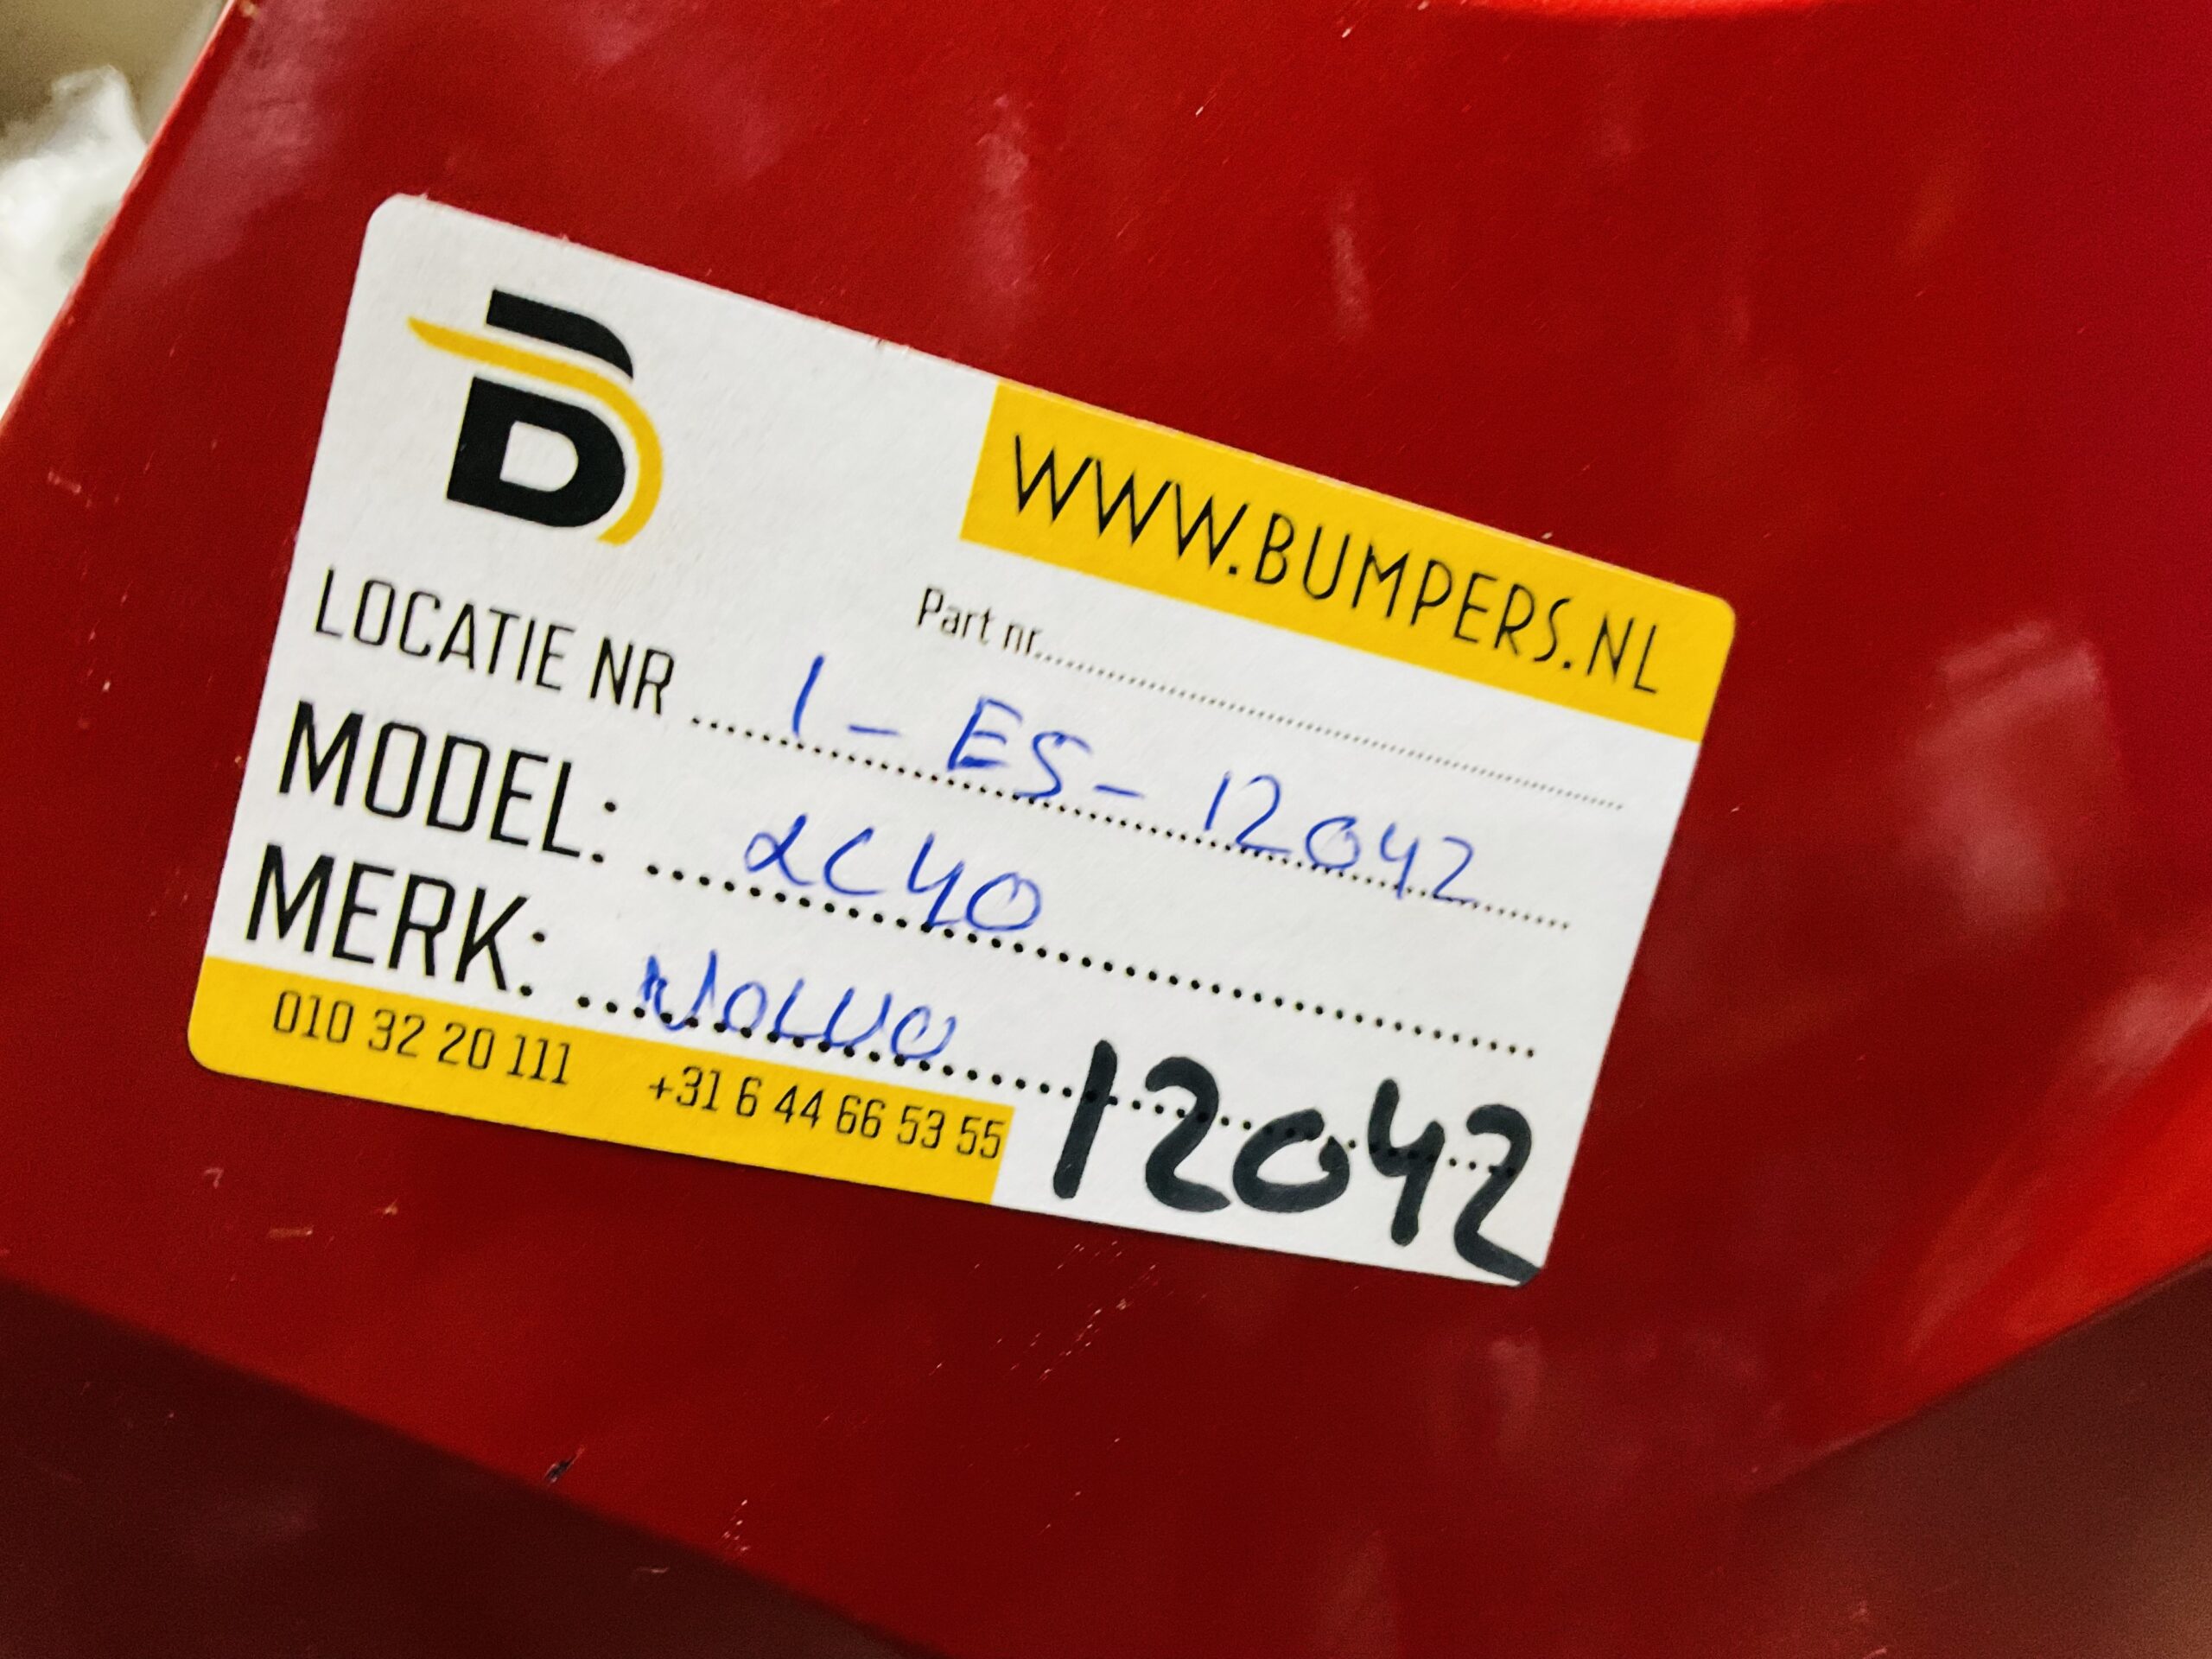 B
WWW.BUMPERS.NL
Part nr.
LOCATIE NR 1 - ES - 12042
MODEL: XC40
MERK: VOLVO
010 32 20 111 +31 6 44 66 53 55
12042